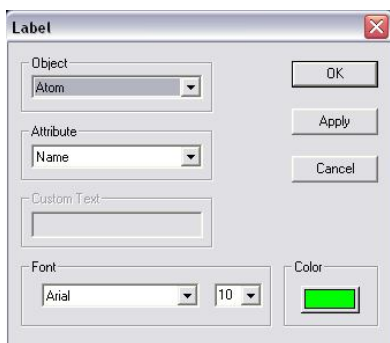 Label
Object
Atom
OK
Attribute
Name
Apply
Cancel
Custom Text
Font
Arial
10
Color